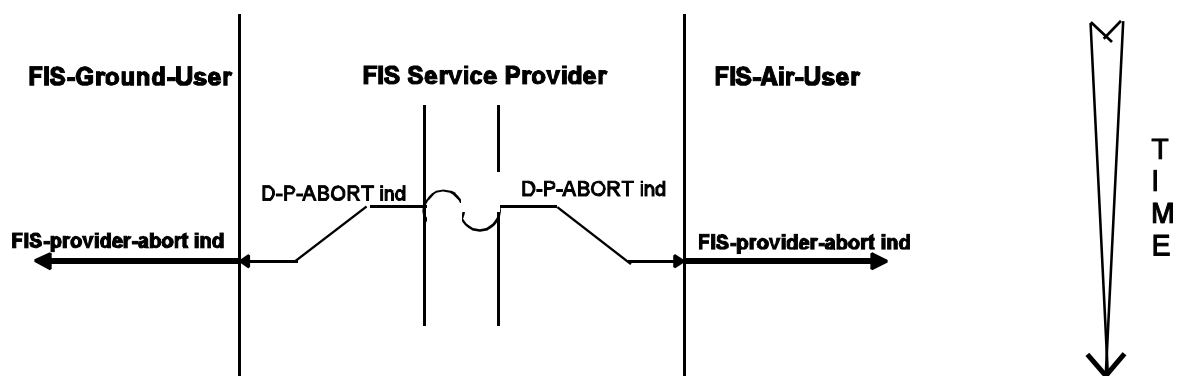 FIS-Ground-User
FIS Service Provider
FIS-Air-User
D-P-ABORT ind
D-P-ABORT ind
FIS-provider-abort ind
FIS-provider-abort ind
T
I
M
E